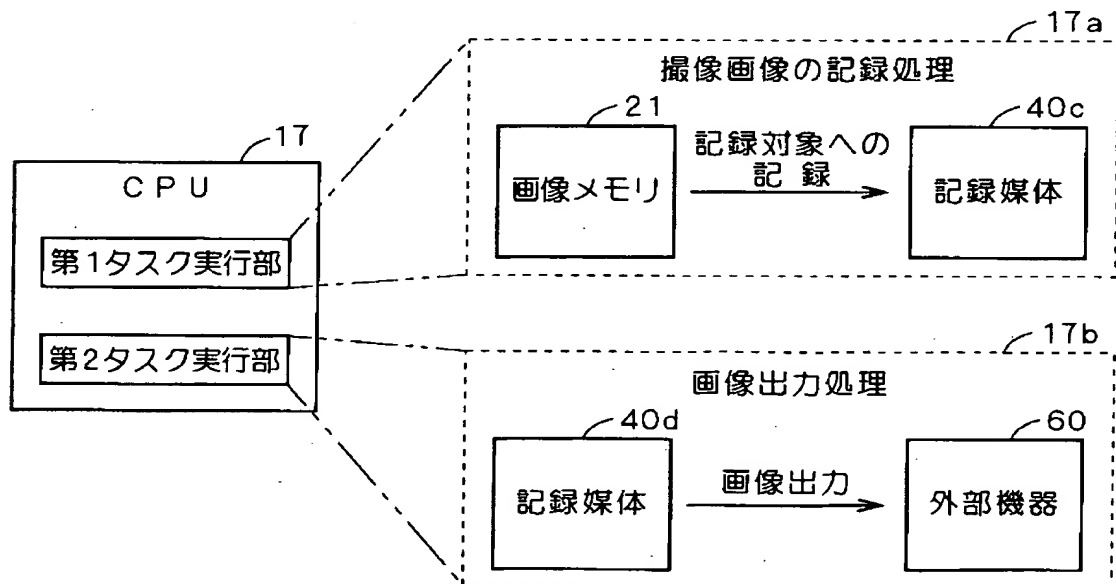 17
CPU
第1タスク実行部
第2タスク実行部
17a
撮像画像の記録処理
21
画像メモリ
記録対象への
記録
40c
記録媒体
17b
画像出力処理
40d
記録媒体
画像出力
60
外部機器